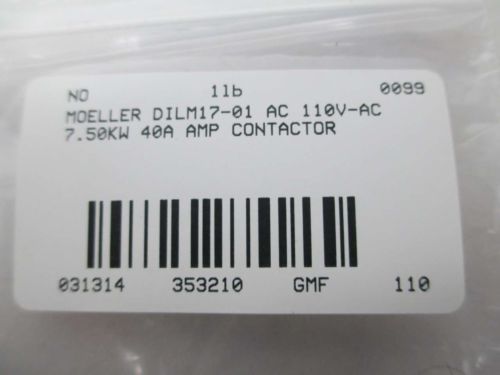 NO 1lb 0099
MOELLER DILM17-01 AC 110V-AC
7.50KW 40A AMP CONTACTOR
031314 353210 GMF 110